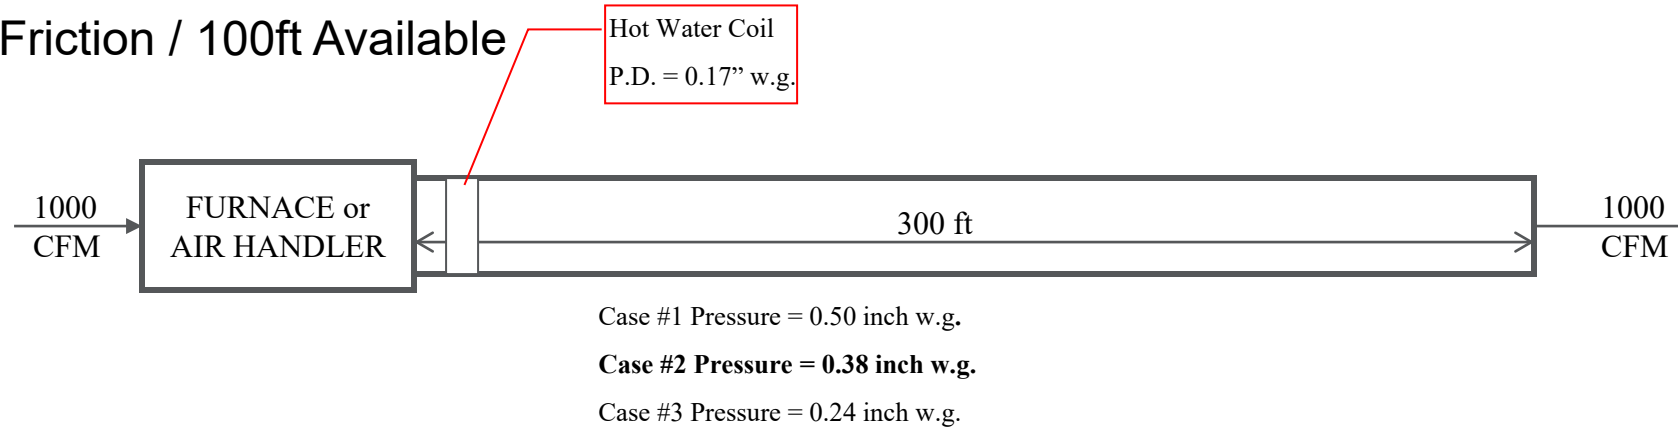 Friction / 100ft Available
Hot Water Coil
P.D. = 0.17” w.g.
1000
CFM
FURNACE or
AIR HANDLER
300 ft
1000
CFM
Case #1 Pressure = 0.50 inch w.g.
Case #2 Pressure = 0.38 inch w.g.
Case #3 Pressure = 0.24 inch w.g.